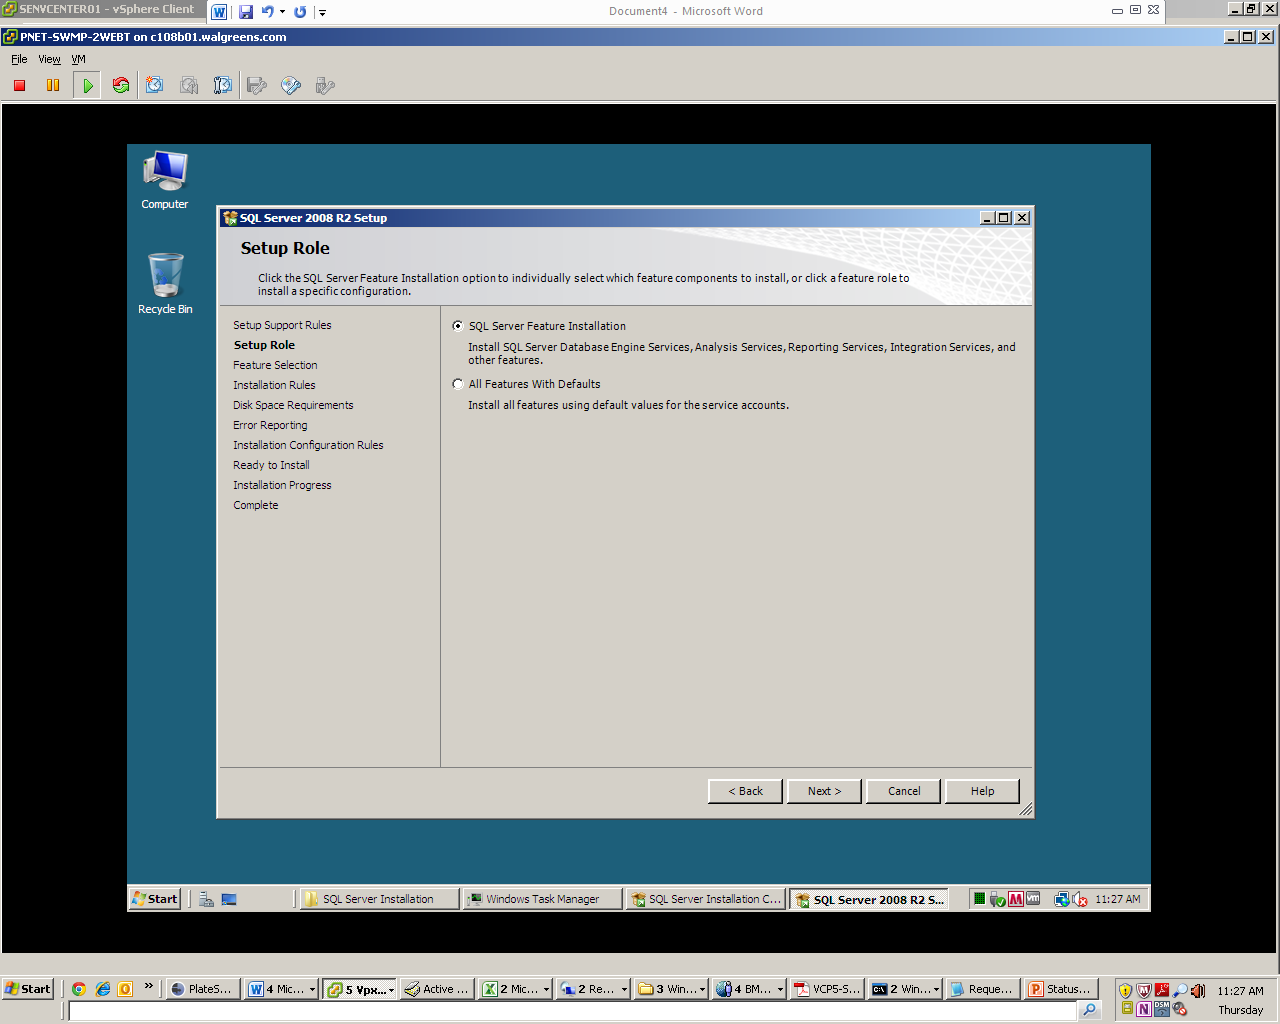 SENVCENTER01 - vSphere Client
Document4 - Microsoft Word
PNET-SWMP-2WEBT on c108b01.walgreens.com
File View VM
Computer
Recycle Bin
SQL Server 2008 R2 Setup
Setup Role
Click the SQL Server Feature Installation option to individually select which feature components to install, or click a feature role to
install a specific configuration.
Setup Support Rules
Setup Role
Feature Selection
Installation Rules
Disk Space Requirements
Error Reporting
Installation Configuration Rules
Ready to Install
Installation Progress
Complete
SQL Server Feature Installation
Install SQL Server Database Engine Services, Analysis Services, Reporting Services, Integration Services, and
other features.
All Features With Defaults
Install all features using default values for the service accounts.
< Back Next > Cancel Help
Start SQL Server Installation Windows Task Manager SQL Server Installation C... SQL Server 2008 R2 S... 11:27 AM
Start PlateS... 4 Mic... 5 Vpx... Active ... 2 Mic... 2 Re... 3 Win... 4 BM... VCP5-S... 2 Win... Reque... Status... 11:27 AM
Thursday